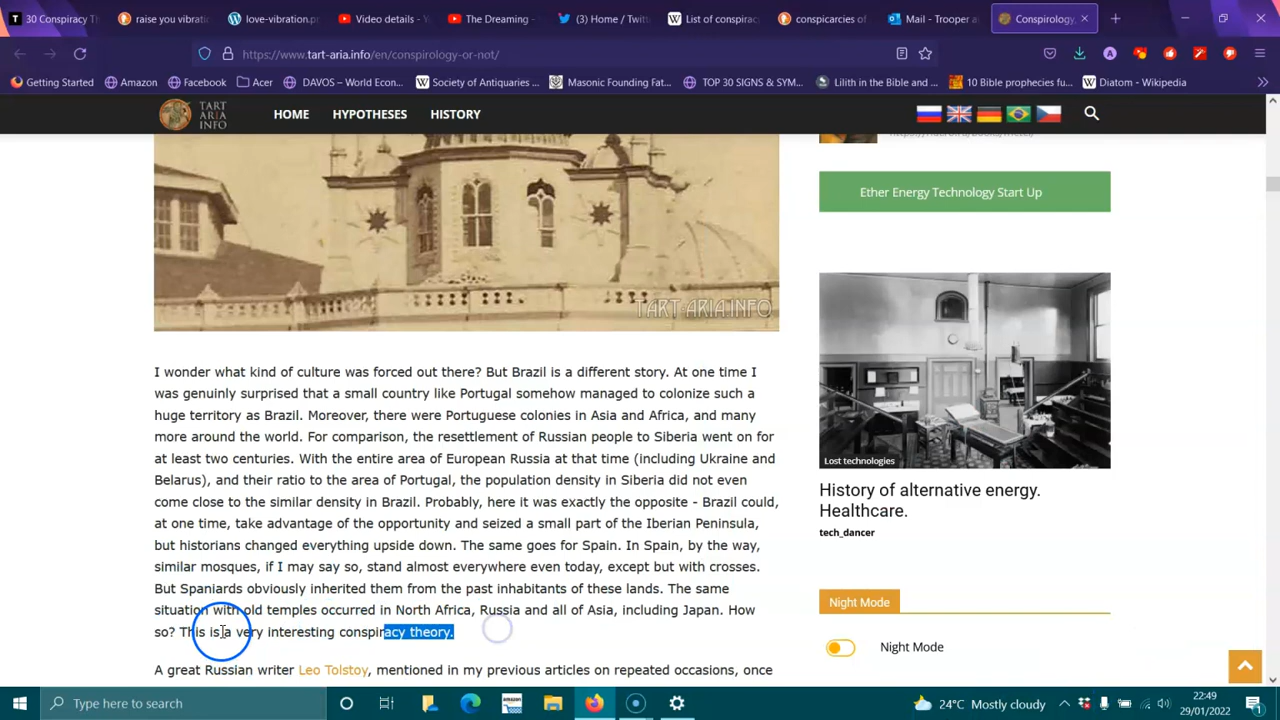 30 Conspiracy T
raise you vibrati
love-vibration.pr
Video details - Y
The Dreaming -
(3) Home / Twitt
List of conspirac
conspicarcies of
Mail - Trooper a
Conspirology,
https://www.tart-aria.info/en/conspirology-or-not/
Getting Started
Amazon
Facebook
Acer
DAVOS – World Econ...
Society of Antiquaries ...
Masonic Founding Fat...
TOP 30 SIGNS & SYM...
Lilith in the Bible and ...
10 Bible prophecies fu...
Diatom - Wikipedia
TART
ARIA
INFO
HOME
HYPOTHESES
HISTORY
TART-ARIA.INFO
I wonder what kind of culture was forced out there? But Brazil is a different story. At one time I
was genuinely surprised that a small country like Portugal somehow managed to colonize such a
huge territory as Brazil. Moreover, there were Portuguese colonies in Asia and Africa, and many
more around the world. For comparison, the resettlement of Russian people to Siberia went on for
at least two centuries. With the entire area of European Russia at that time (including Ukraine and
Belarus), and their ratio to the area of Portugal, the population density in Siberia did not even
come close to the similar density in Brazil. Probably, here it was exactly the opposite - Brazil could,
at one time, take advantage of the opportunity and seized a small part of the Iberian Peninsula,
but historians changed everything upside down. The same goes for Spain. In Spain, by the way,
similar mosques, if I may say so, stand almost everywhere even today, except but with crosses.
But Spaniards obviously inherited them from the past inhabitants of these lands. The same
situation with old temples occurred in North Africa, Russia and all of Asia, including Japan. How
so? This is a very interesting conspiracy theory.
A great Russian writer Leo Tolstoy, mentioned in my previous articles on repeated occasions, once
Ether Energy Technology Start Up
Lost technologies
History of alternative energy.
Healthcare.
tech_dancer
Night Mode
Night Mode
Type here to search
24°C Mostly cloudy
22:49
29/01/2022